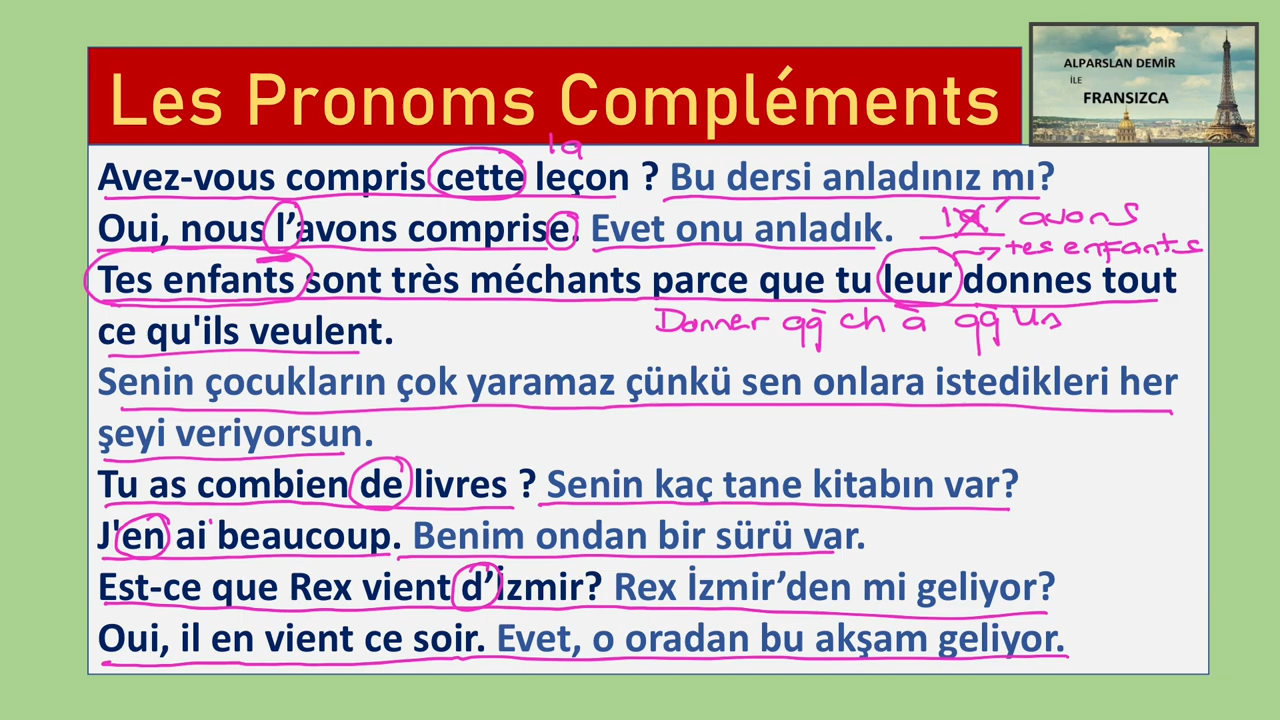 ALPARSLAN DEMİR
İLE
FRANSIZCA
Les Pronoms Compléments
la
Avez-vous compris cette leçon ? Bu dersi anladınız mı?
Oui, nous l’avons comprise. Evet onu anladık.
la’ avons
tes enfants
Tes enfants sont très méchants parce que tu leur donnes tout
Donner qq ch à qq'un
ce qu'ils veulent.
Senin çocukların çok yaramaz çünkü sen onlara istedikleri her
şeyi veriyorsun.
Tu as combien de livres ? Senin kaç tane kitabın var?
J'en ai beaucoup. Benim ondan bir sürü var.
Est-ce que Rex vient d’İzmir? Rex İzmir’den mi geliyor?
Oui, il en vient ce soir. Evet, o oradan bu akşam geliyor.